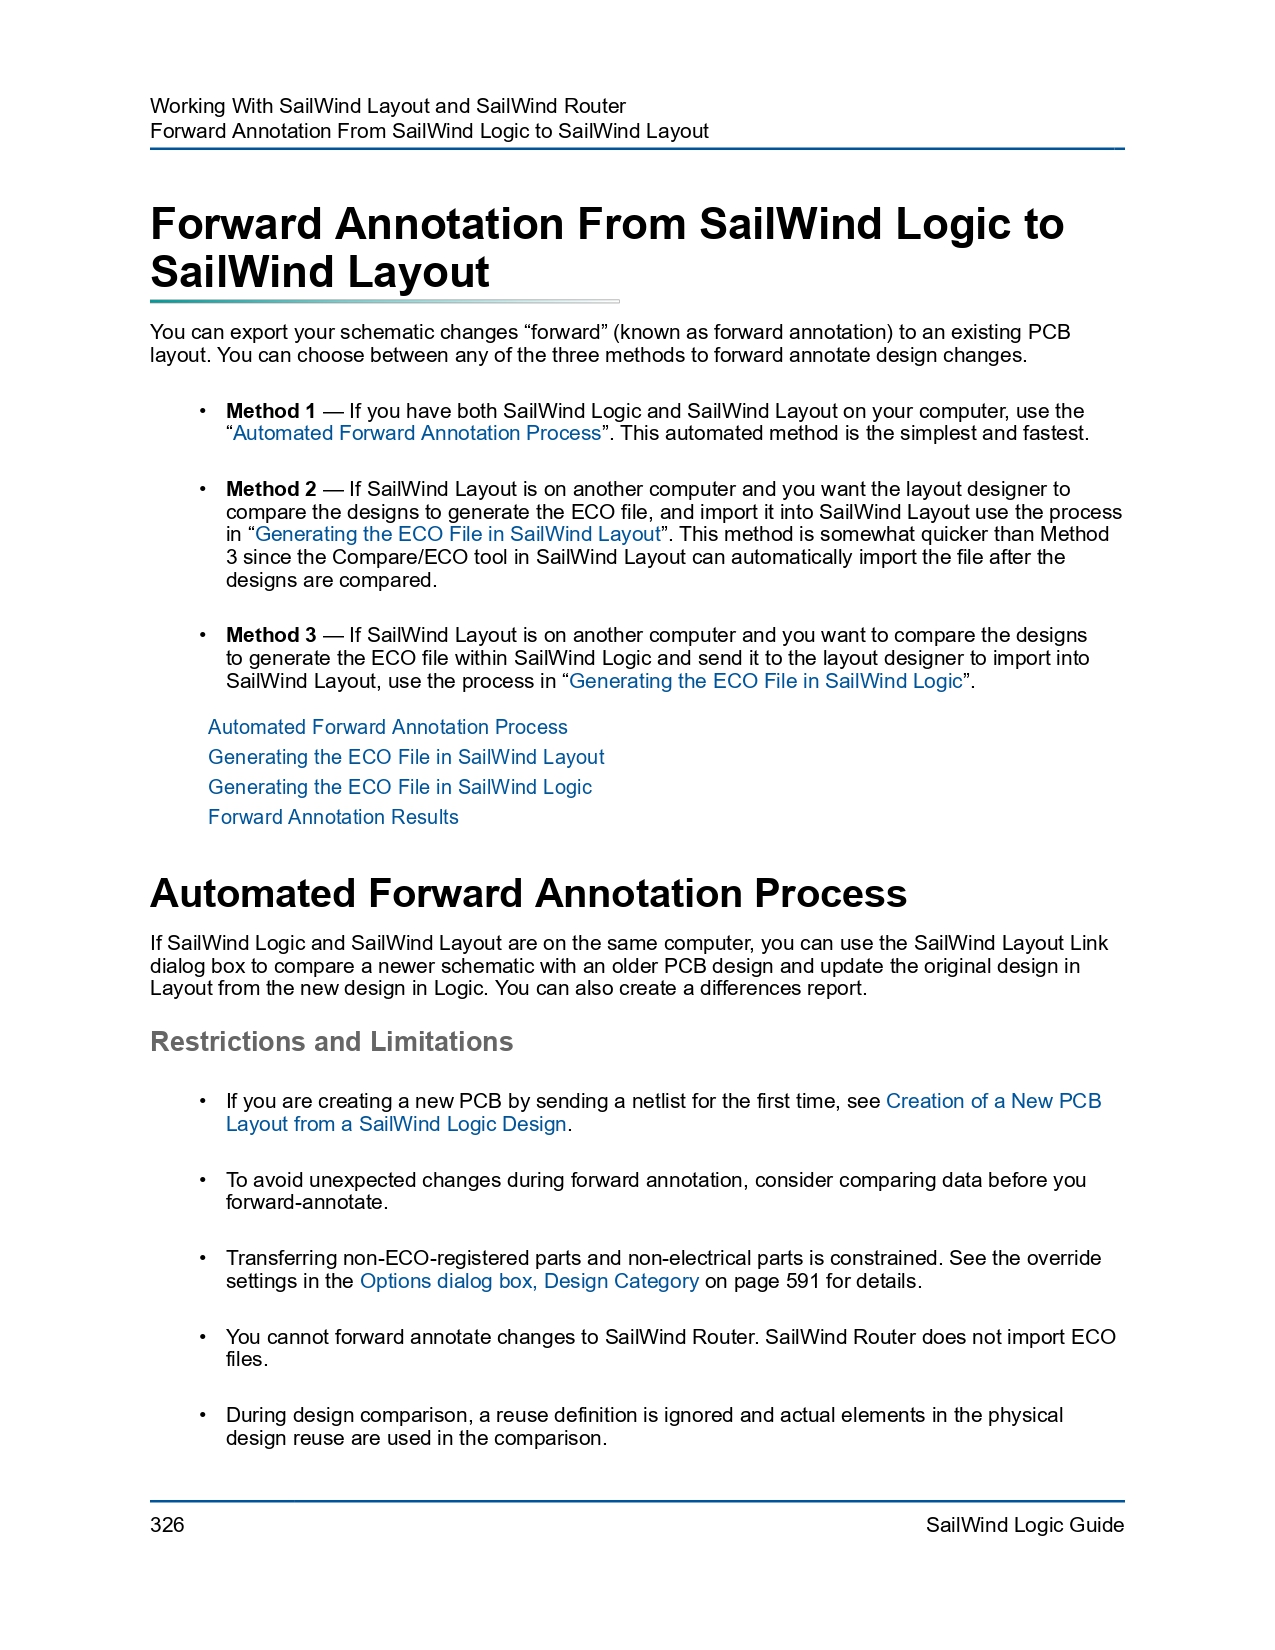 Working With SailWind Layout and SailWind Router
Forward Annotation From SailWind Logic to SailWind Layout
Forward Annotation From SailWind Logic to
SailWind Layout
You can export your schematic changes “forward” (known as forward annotation) to an existing PCB
layout. You can choose between any of the three methods to forward annotate design changes.
• Method 1 — If you have both SailWind Logic and SailWind Layout on your computer, use the
“Automated Forward Annotation Process”. This automated method is the simplest and fastest.
• Method 2 — If SailWind Layout is on another computer and you want the layout designer to
compare the designs to generate the ECO file, and import it into SailWind Layout use the process
in “Generating the ECO File in SailWind Layout”. This method is somewhat quicker than Method
3 since the Compare/ECO tool in SailWind Layout can automatically import the file after the
designs are compared.
• Method 3 — If SailWind Layout is on another computer and you want to compare the designs
to generate the ECO file within SailWind Logic and send it to the layout designer to import into
SailWind Layout, use the process in “Generating the ECO File in SailWind Logic”.
Automated Forward Annotation Process
Generating the ECO File in SailWind Layout
Generating the ECO File in SailWind Logic
Forward Annotation Results
Automated Forward Annotation Process
If SailWind Logic and SailWind Layout are on the same computer, you can use the SailWind Layout Link
dialog box to compare a newer schematic with an older PCB design and update the original design in
Layout from the new design in Logic. You can also create a differences report.
Restrictions and Limitations
• If you are creating a new PCB by sending a netlist for the first time, see Creation of a New PCB
Layout from a SailWind Logic Design.
• To avoid unexpected changes during forward annotation, consider comparing data before you
forward-annotate.
• Transferring non-ECO-registered parts and non-electrical parts is constrained. See the override
settings in the Options dialog box, Design Category on page 591 for details.
• You cannot forward annotate changes to SailWind Router. SailWind Router does not import ECO
files.
• During design comparison, a reuse definition is ignored and actual elements in the physical
design reuse are used in the comparison.
326
SailWind Logic Guide